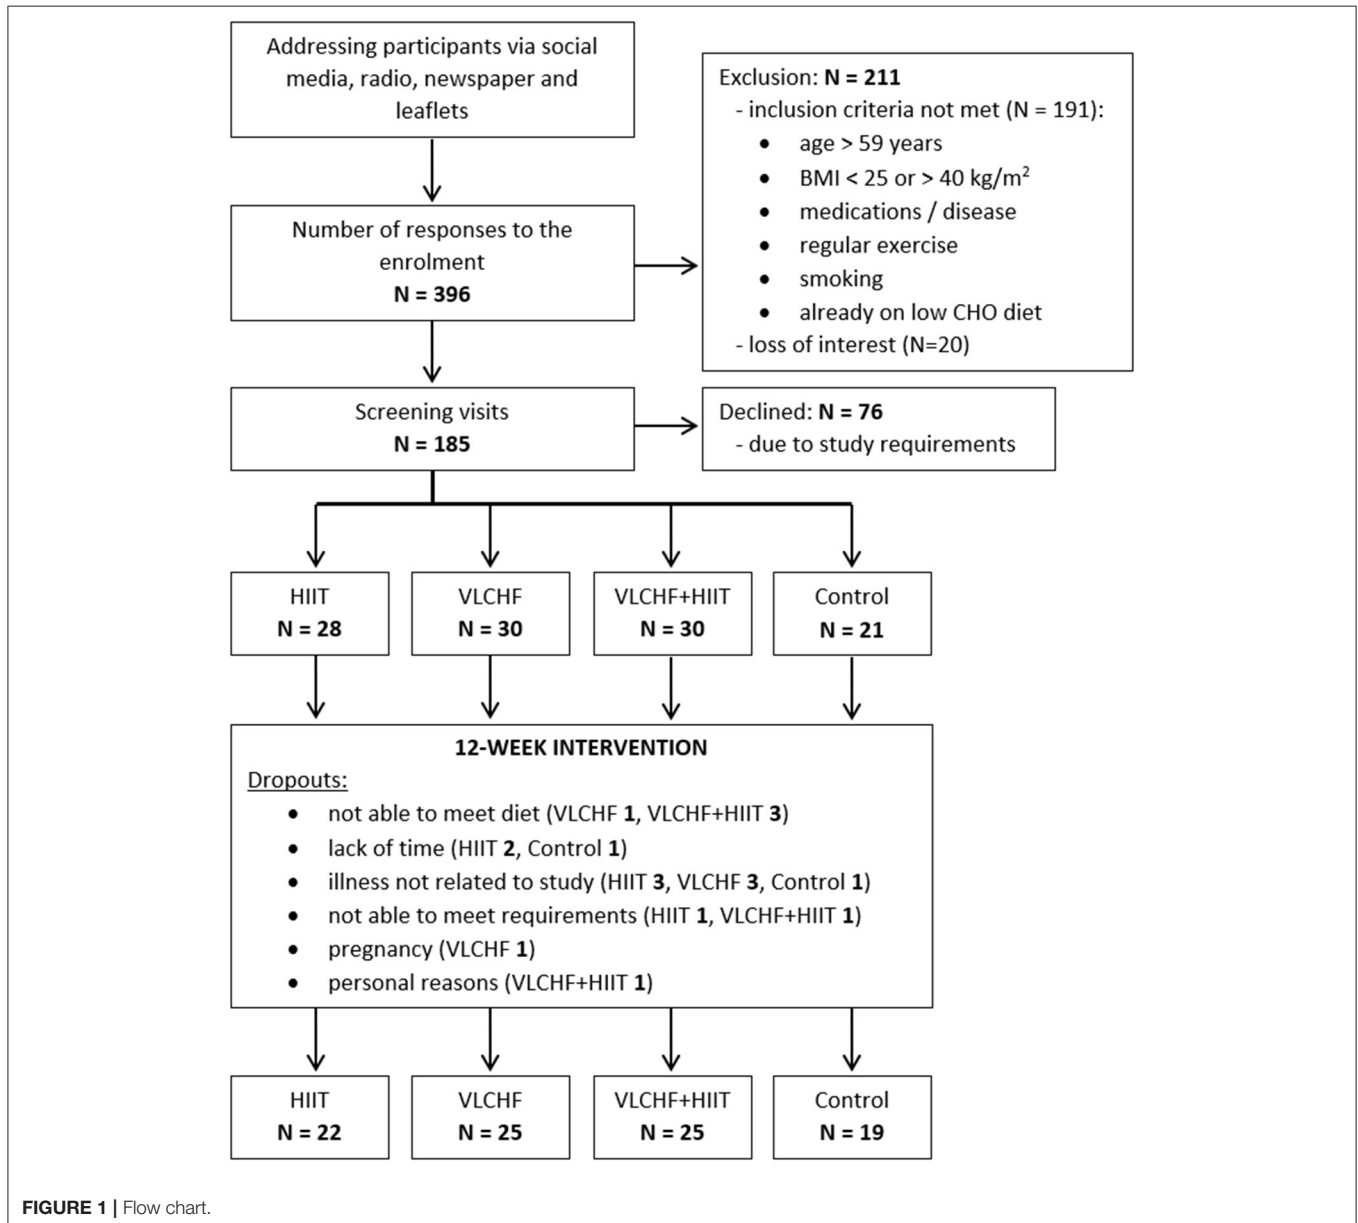 Addressing participants via social
media, radio, newspaper and
leaflets
Exclusion: N = 211
- inclusion criteria not met (N = 191):
• age > 59 years
• BMI < 25 or > 40 kg/m²
• medications / disease
• regular exercise
• smoking
• already on low CHO diet
- loss of interest (N=20)
Number of responses to the
enrolment
N = 396
Screening visits
N = 185
Declined: N = 76
- due to study requirements
HIIT
N = 28
VLCHF
N = 30
VLCHF+HIIT
N = 30
Control
N = 21
12-WEEK INTERVENTION
Dropouts:
• not able to meet diet (VLCHF 1, VLCHF+HIIT 3)
• lack of time (HIIT 2, Control 1)
• illness not related to study (HIIT 3, VLCHF 3, Control 1)
• not able to meet requirements (HIIT 1, VLCHF+HIIT 1)
• pregnancy (VLCHF 1)
• personal reasons (VLCHF+HIIT 1)
HIIT
N = 22
VLCHF
N = 25
VLCHF+HIIT
N = 25
Control
N = 19
FIGURE 1 | Flow chart.